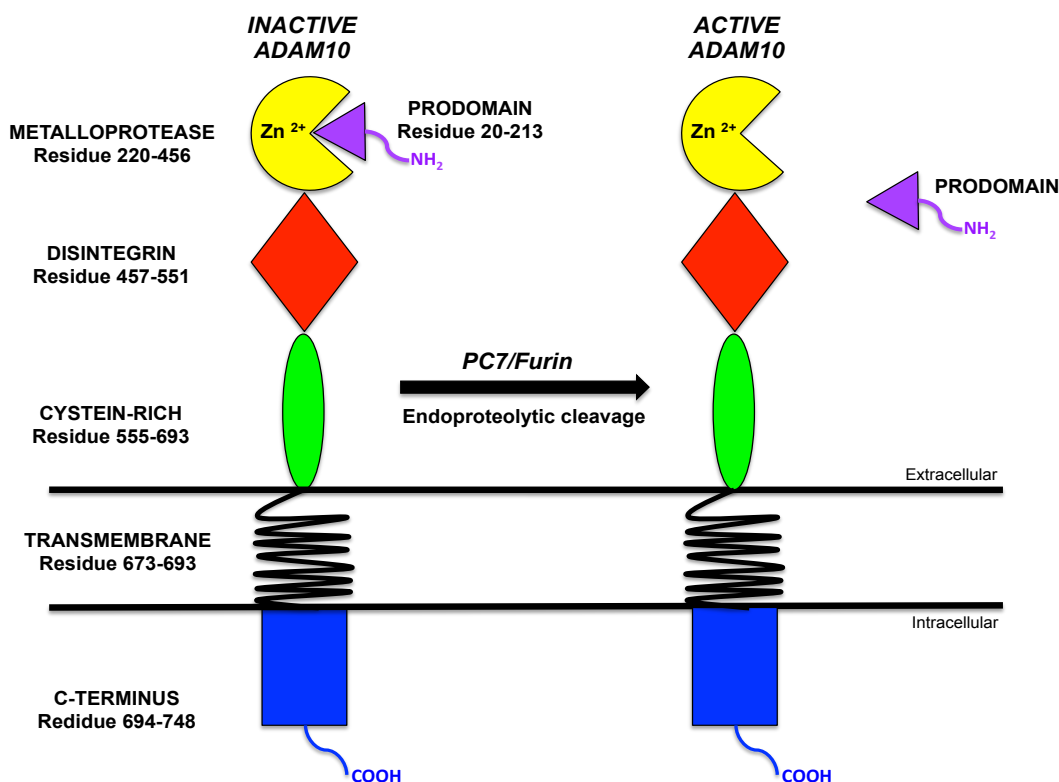 INACTIVE
ADAM10
ACTIVE
ADAM10
METALLOPROTEASE
Residue 220-456
Zn 2+
PRODOMAIN
Residue 20-213
NH2
Zn 2+
PRODOMAIN
NH2
DISINTEGRIN
Residue 457-551
PC7/Furin
Endoproteolytic cleavage
CYSTEIN-RICH
Residue 555-693
Extracellular
TRANSMEMBRANE
Residue 673-693
Intracellular
C-TERMINUS
Redidue 694-748
COOH
COOH